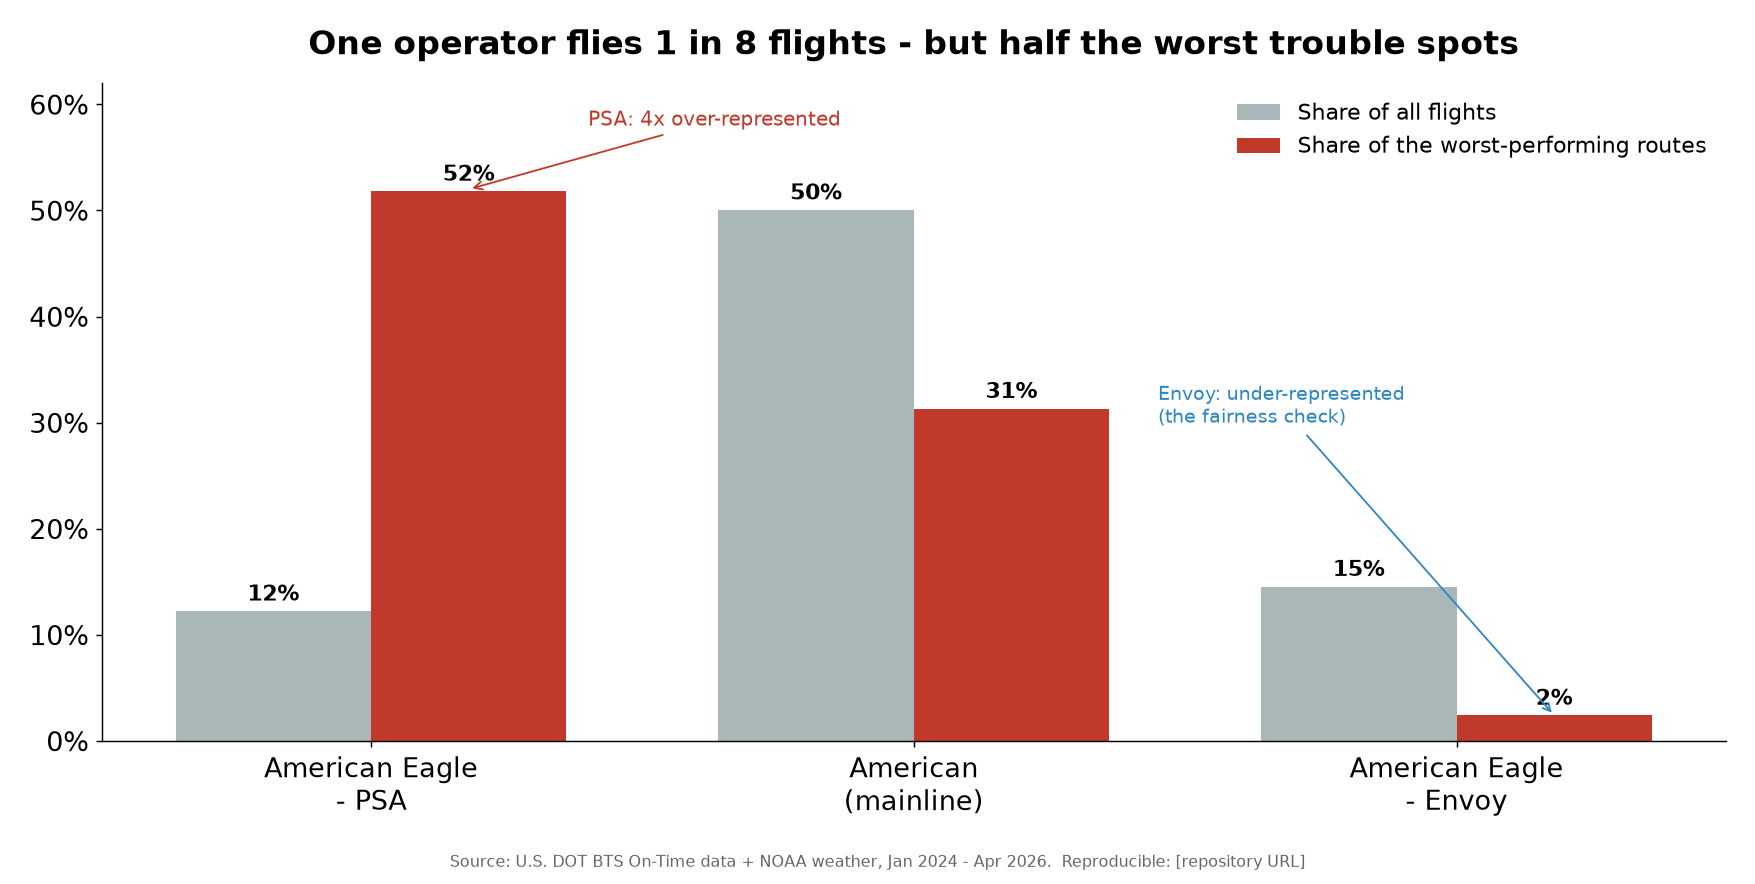 One operator flies 1 in 8 flights - but half the worst trouble spots
60%
50%
40%
30%
20%
10%
0%
PSA: 4x over-represented
Share of all flights
Share of the worst-performing routes
52%
50%
31%
Envoy: under-represented
(the fairness check)
12%
15%
2%
American Eagle
- PSA
American
(mainline)
American Eagle
- Envoy
Source: U.S. DOT BTS On-Time data + NOAA weather, Jan 2024 - Apr 2026.  Reproducible: [repository URL]